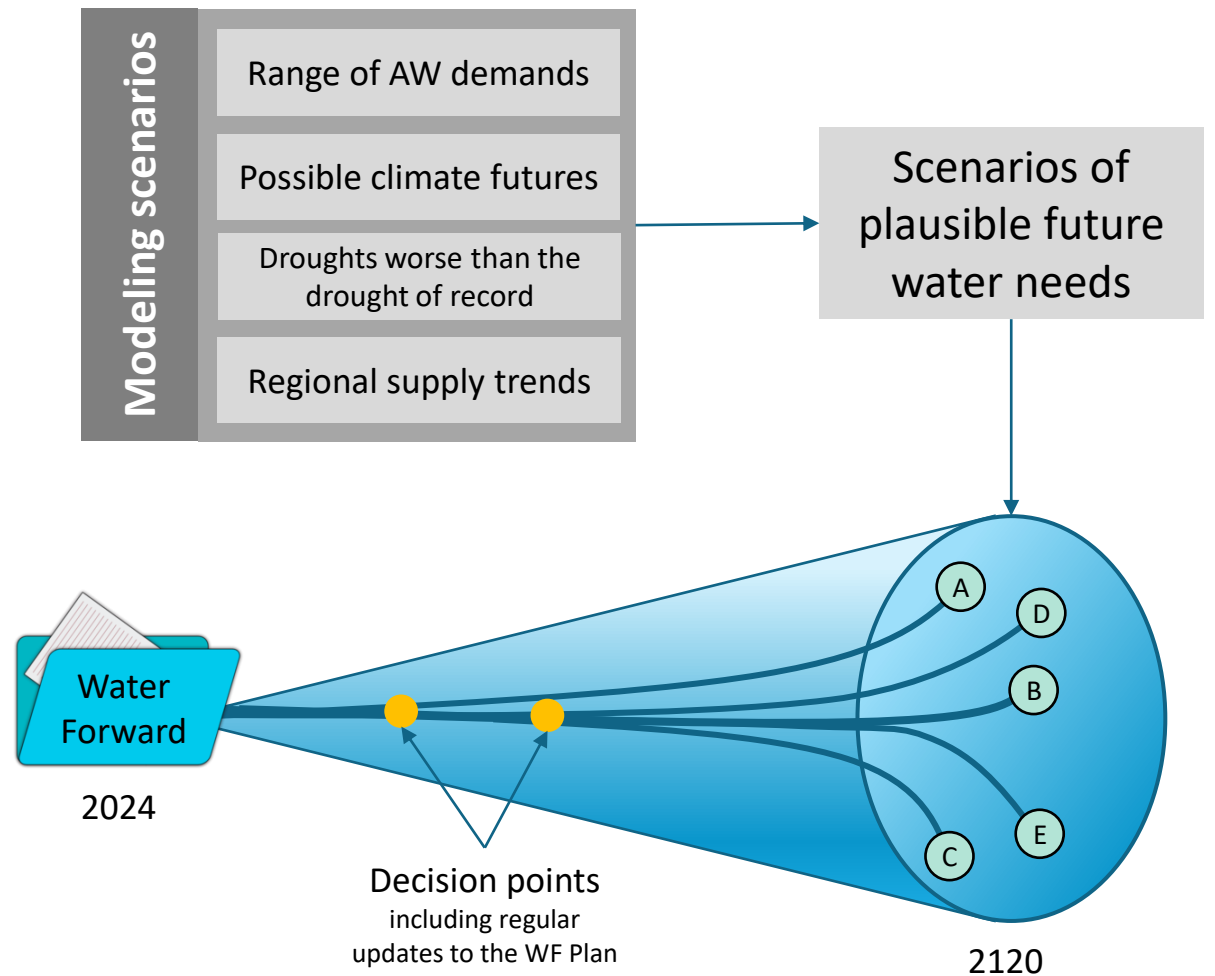 Modeling scenarios
Range of AW demands
Possible climate futures
Droughts worse than the
drought of record
Regional supply trends
Scenarios of
plausible future
water needs
A
D
B
E
C
Water
Forward
2024
Decision points
including regular
updates to the WF Plan
2120